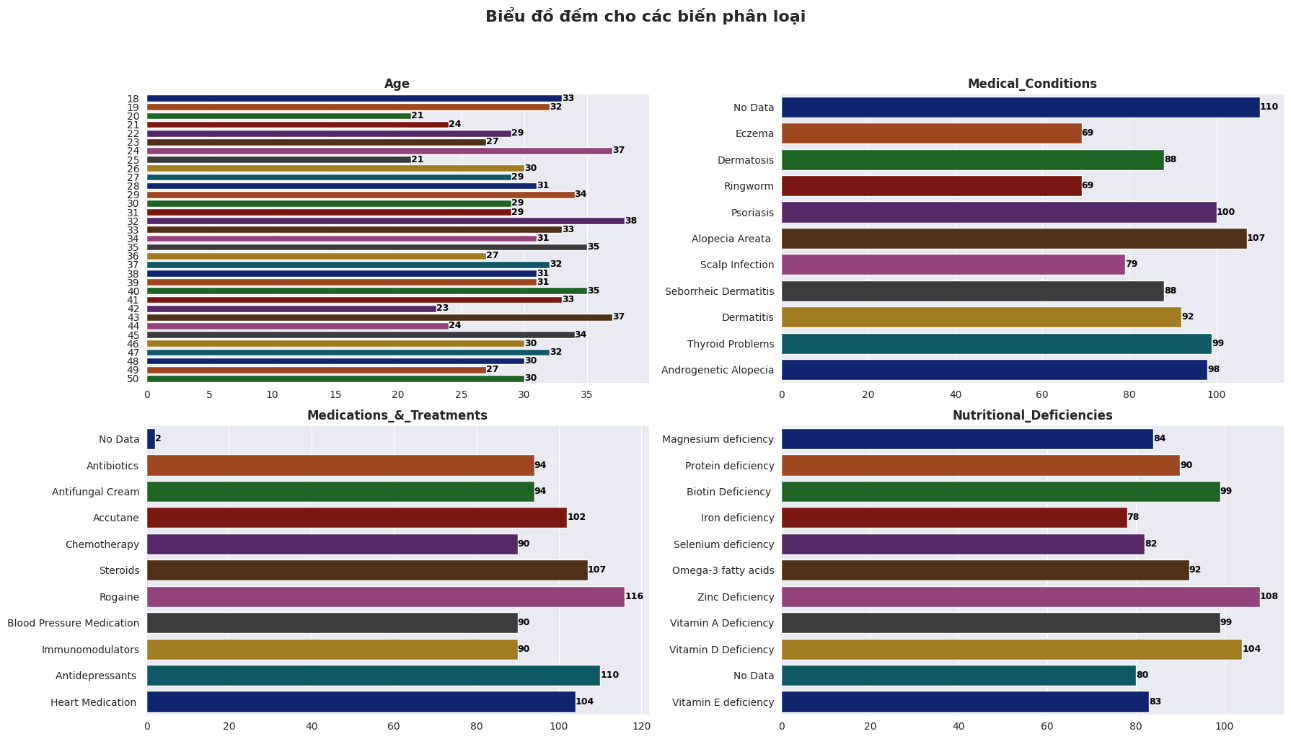 Biểu đồ đếm cho các biến phân loại
Age
18 33
19 32
20 21
21 24
22 29
23 27
24 37
25 21
26 30
27 29
28 31
29 34
30 29
31 29
32 38
33 33
34 31
35 35
36 27
37 32
38 31
39 31
40 35
41 33
42 23
43 37
44 24
45 34
46 30
47 32
48 30
49 27
50 30
0 5 10 15 20 25 30 35
Medical_Conditions
No Data 110
Eczema 69
Dermatosis 88
Ringworm 69
Psoriasis 100
Alopecia Areata 107
Scalp Infection 79
Seborrheic Dermatitis 88
Dermatitis 92
Thyroid Problems 99
Androgenetic Alopecia 98
0 20 40 60 80 100
Medications_&_Treatments
No Data 2
Antibiotics 94
Antifungal Cream 94
Accutane 102
Chemotherapy 90
Steroids 107
Rogaine 116
Blood Pressure Medication 90
Immunomodulators 90
Antidepressants 110
Heart Medication 104
0 20 40 60 80 100 120
Nutritional_Deficiencies
Magnesium deficiency 84
Protein deficiency 90
Biotin Deficiency 99
Iron deficiency 78
Selenium deficiency 82
Omega-3 fatty acids 92
Zinc Deficiency 108
Vitamin A Deficiency 99
Vitamin D Deficiency 104
No Data 80
Vitamin E deficiency 83
0 20 40 60 80 100